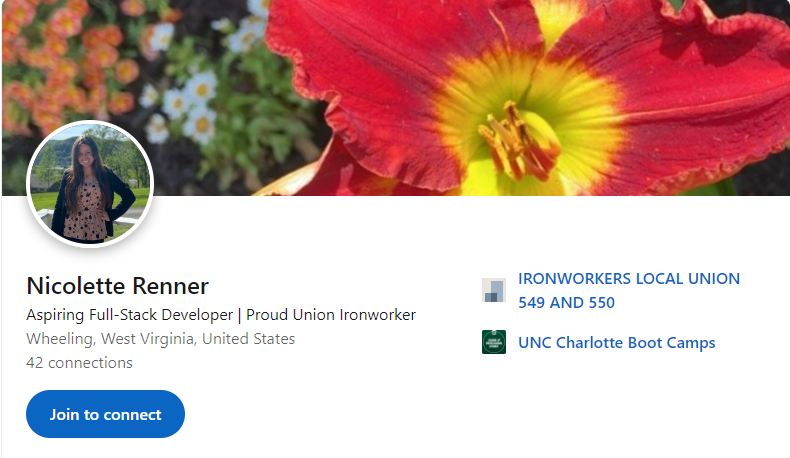 Nicolette Renner
Aspiring Full-Stack Developer | Proud Union Ironworker
Wheeling, West Virginia, United States
42 connections
Join to connect
IRONWORKERS LOCAL UNION
549 AND 550
UNC Charlotte Boot Camps